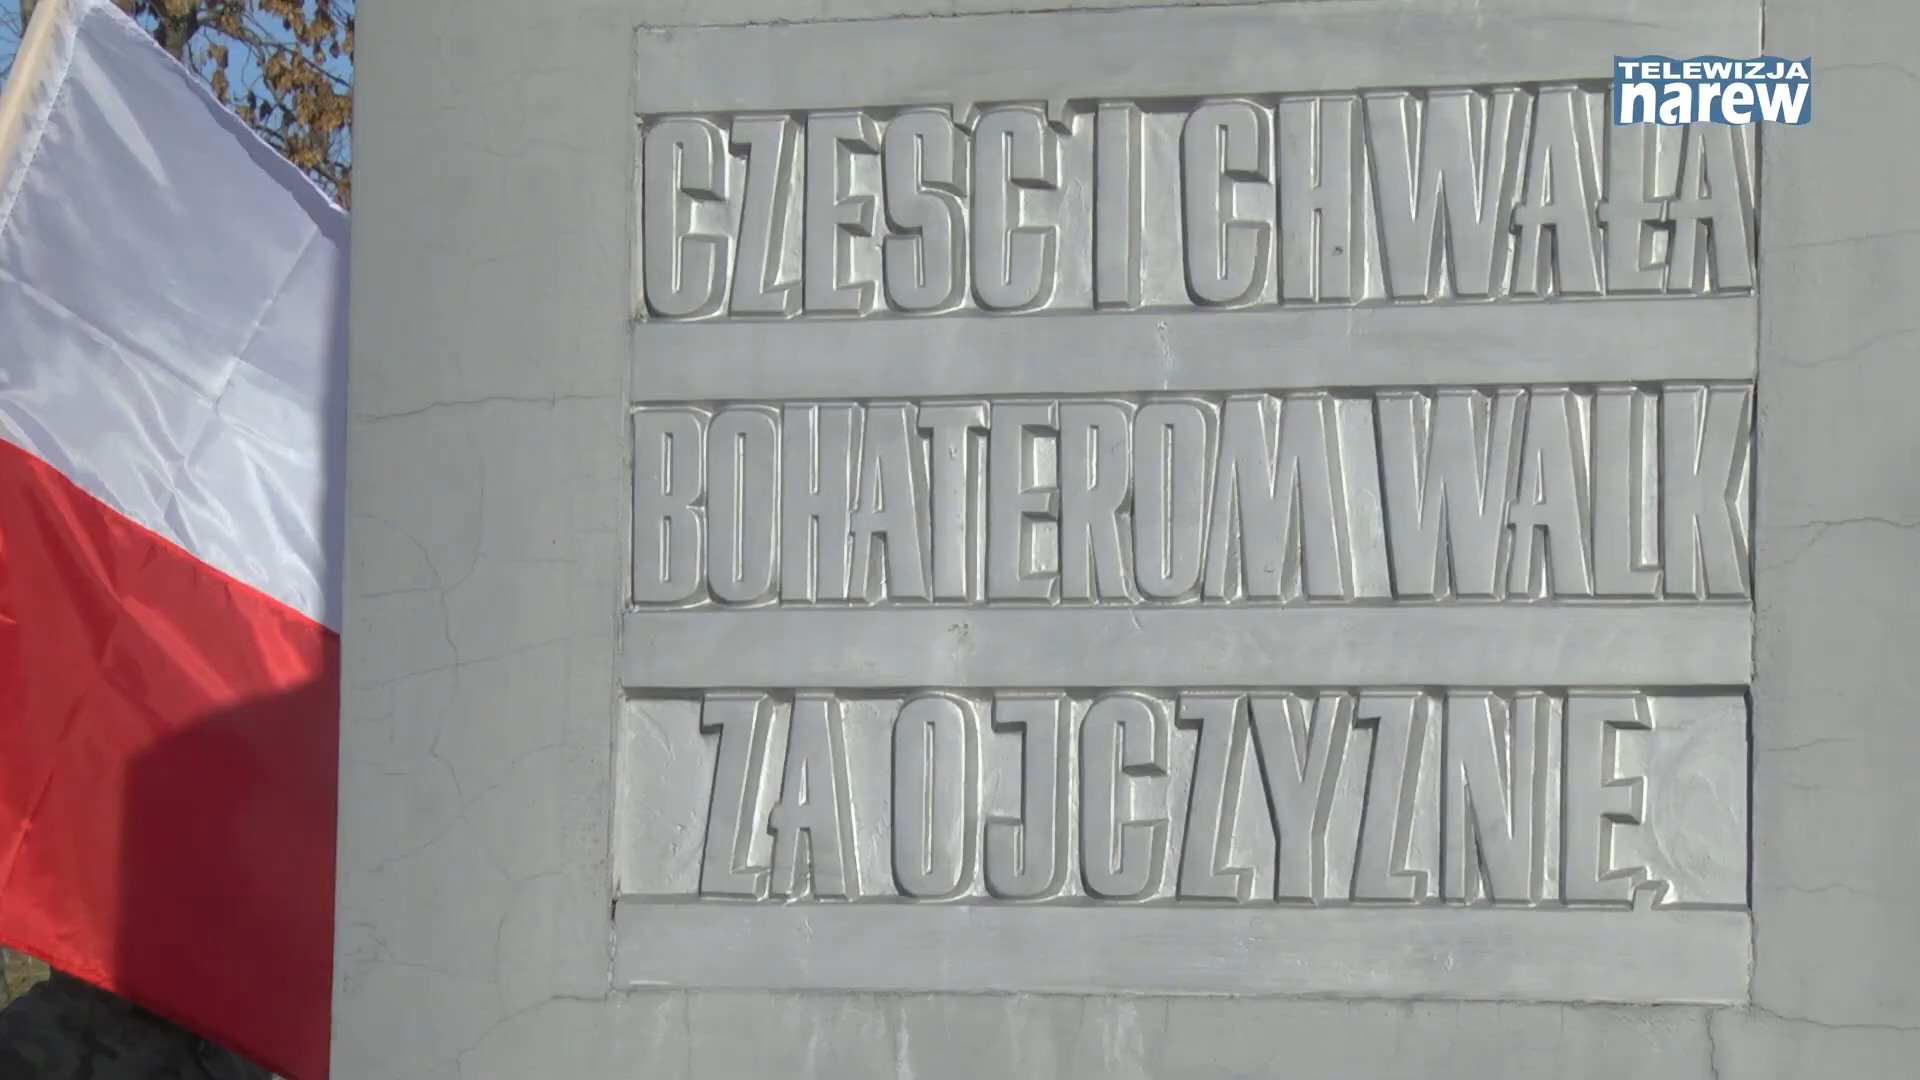 TELEWIZJA
narew
CZEŚĆ I CHWAŁA
BOHATEROM WALK
ZA OJCZYZNĘ